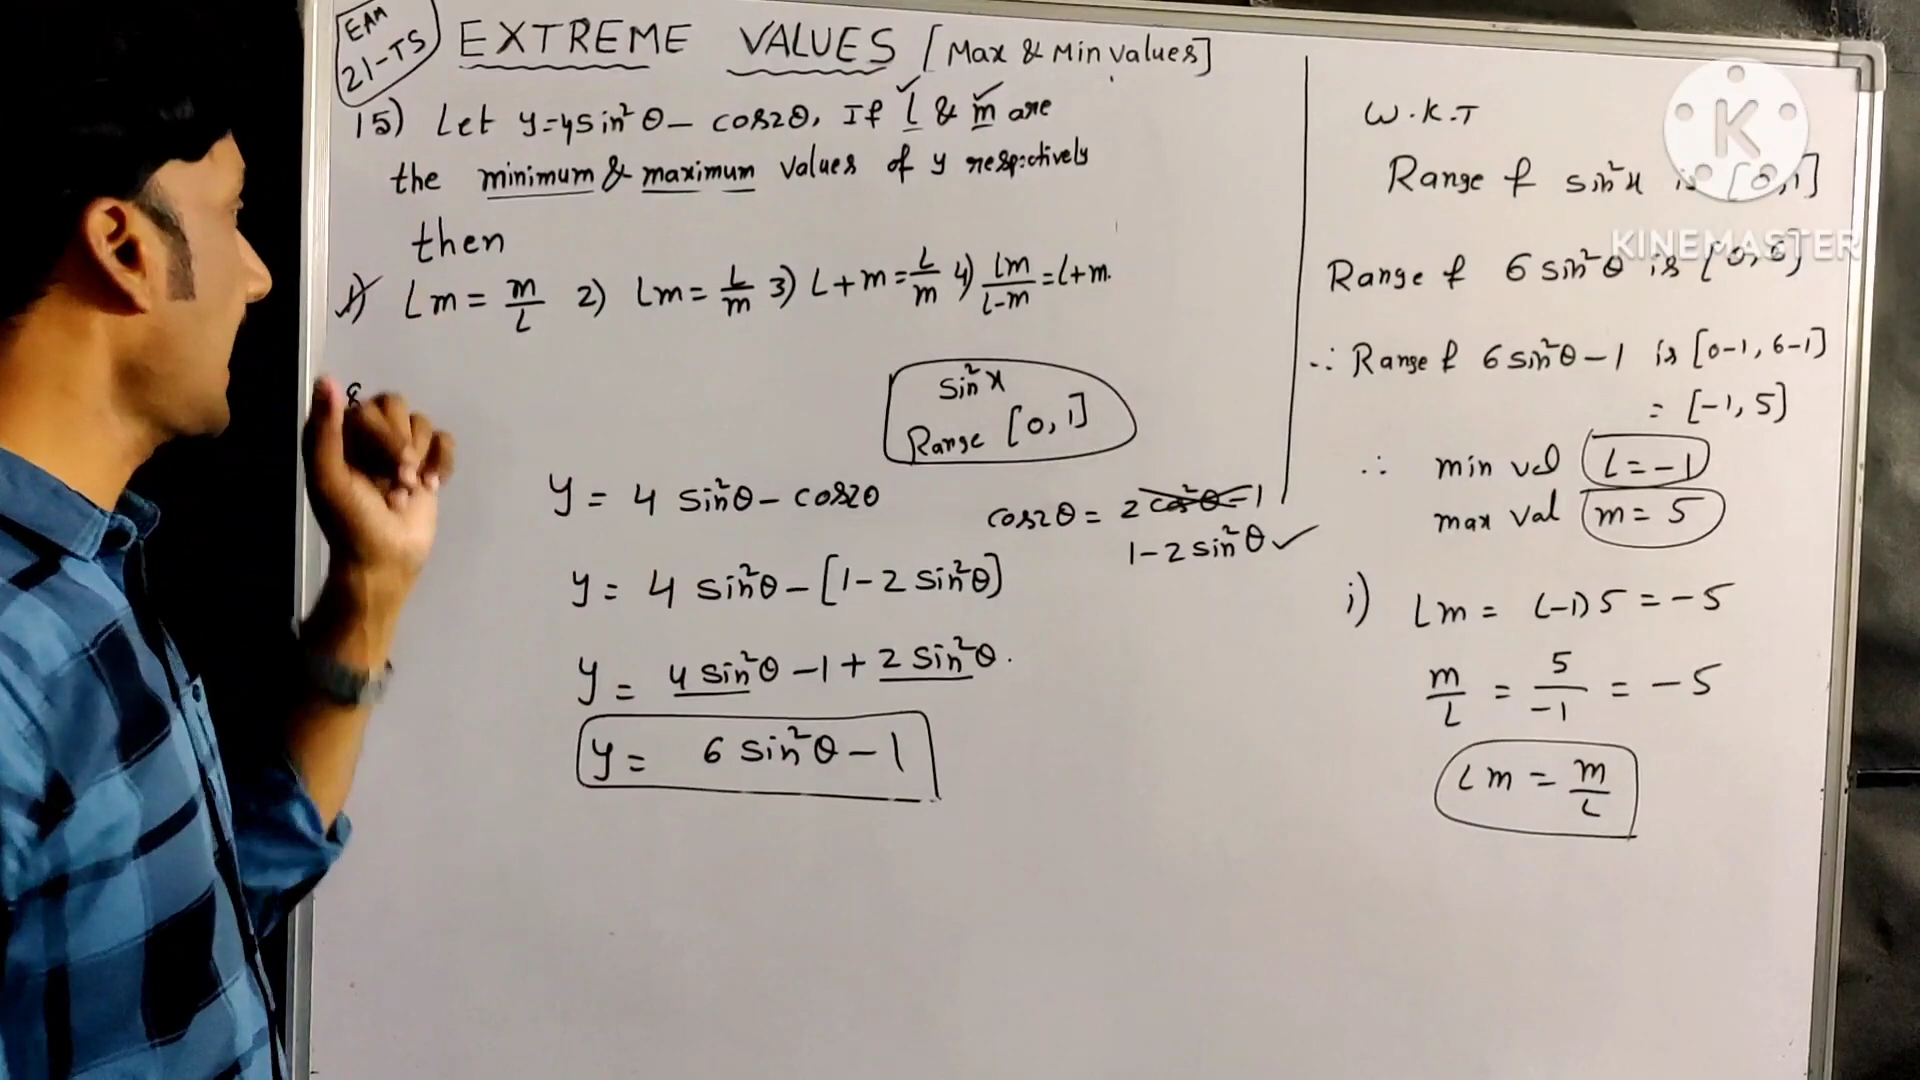 EAM
21-TS
EXTREME VALUES [Max & Min values]
15) Let y=4sin²θ - cos2θ, If l & m are
the minimum & maximum values of y respectively
then
1) lm = m/l 2) lm = l/m 3) l+m = l/m 4) lm/l-m = l+m.
sin²x
Range [0,1]
y = 4 sin²θ - cos2θ
cos2θ = 2cos²θ-1
1-2sin²θ ✓
y = 4 sin²θ - [1-2 sin²θ]
y = 4 sin²θ - 1 + 2 sin²θ.
y = 6 sin²θ - 1
W.K.T
K
Range of sin²x is [0,1]
KINEMASTER
Range of 6 sin²θ is [0,6]
∴ Range of 6 sin²θ - 1 is [0-1, 6-1]
= [-1, 5]
∴ min val l = -1
max val m = 5
i) lm = (-1)5 = -5
m/l = 5/-1 = -5
lm = m/l